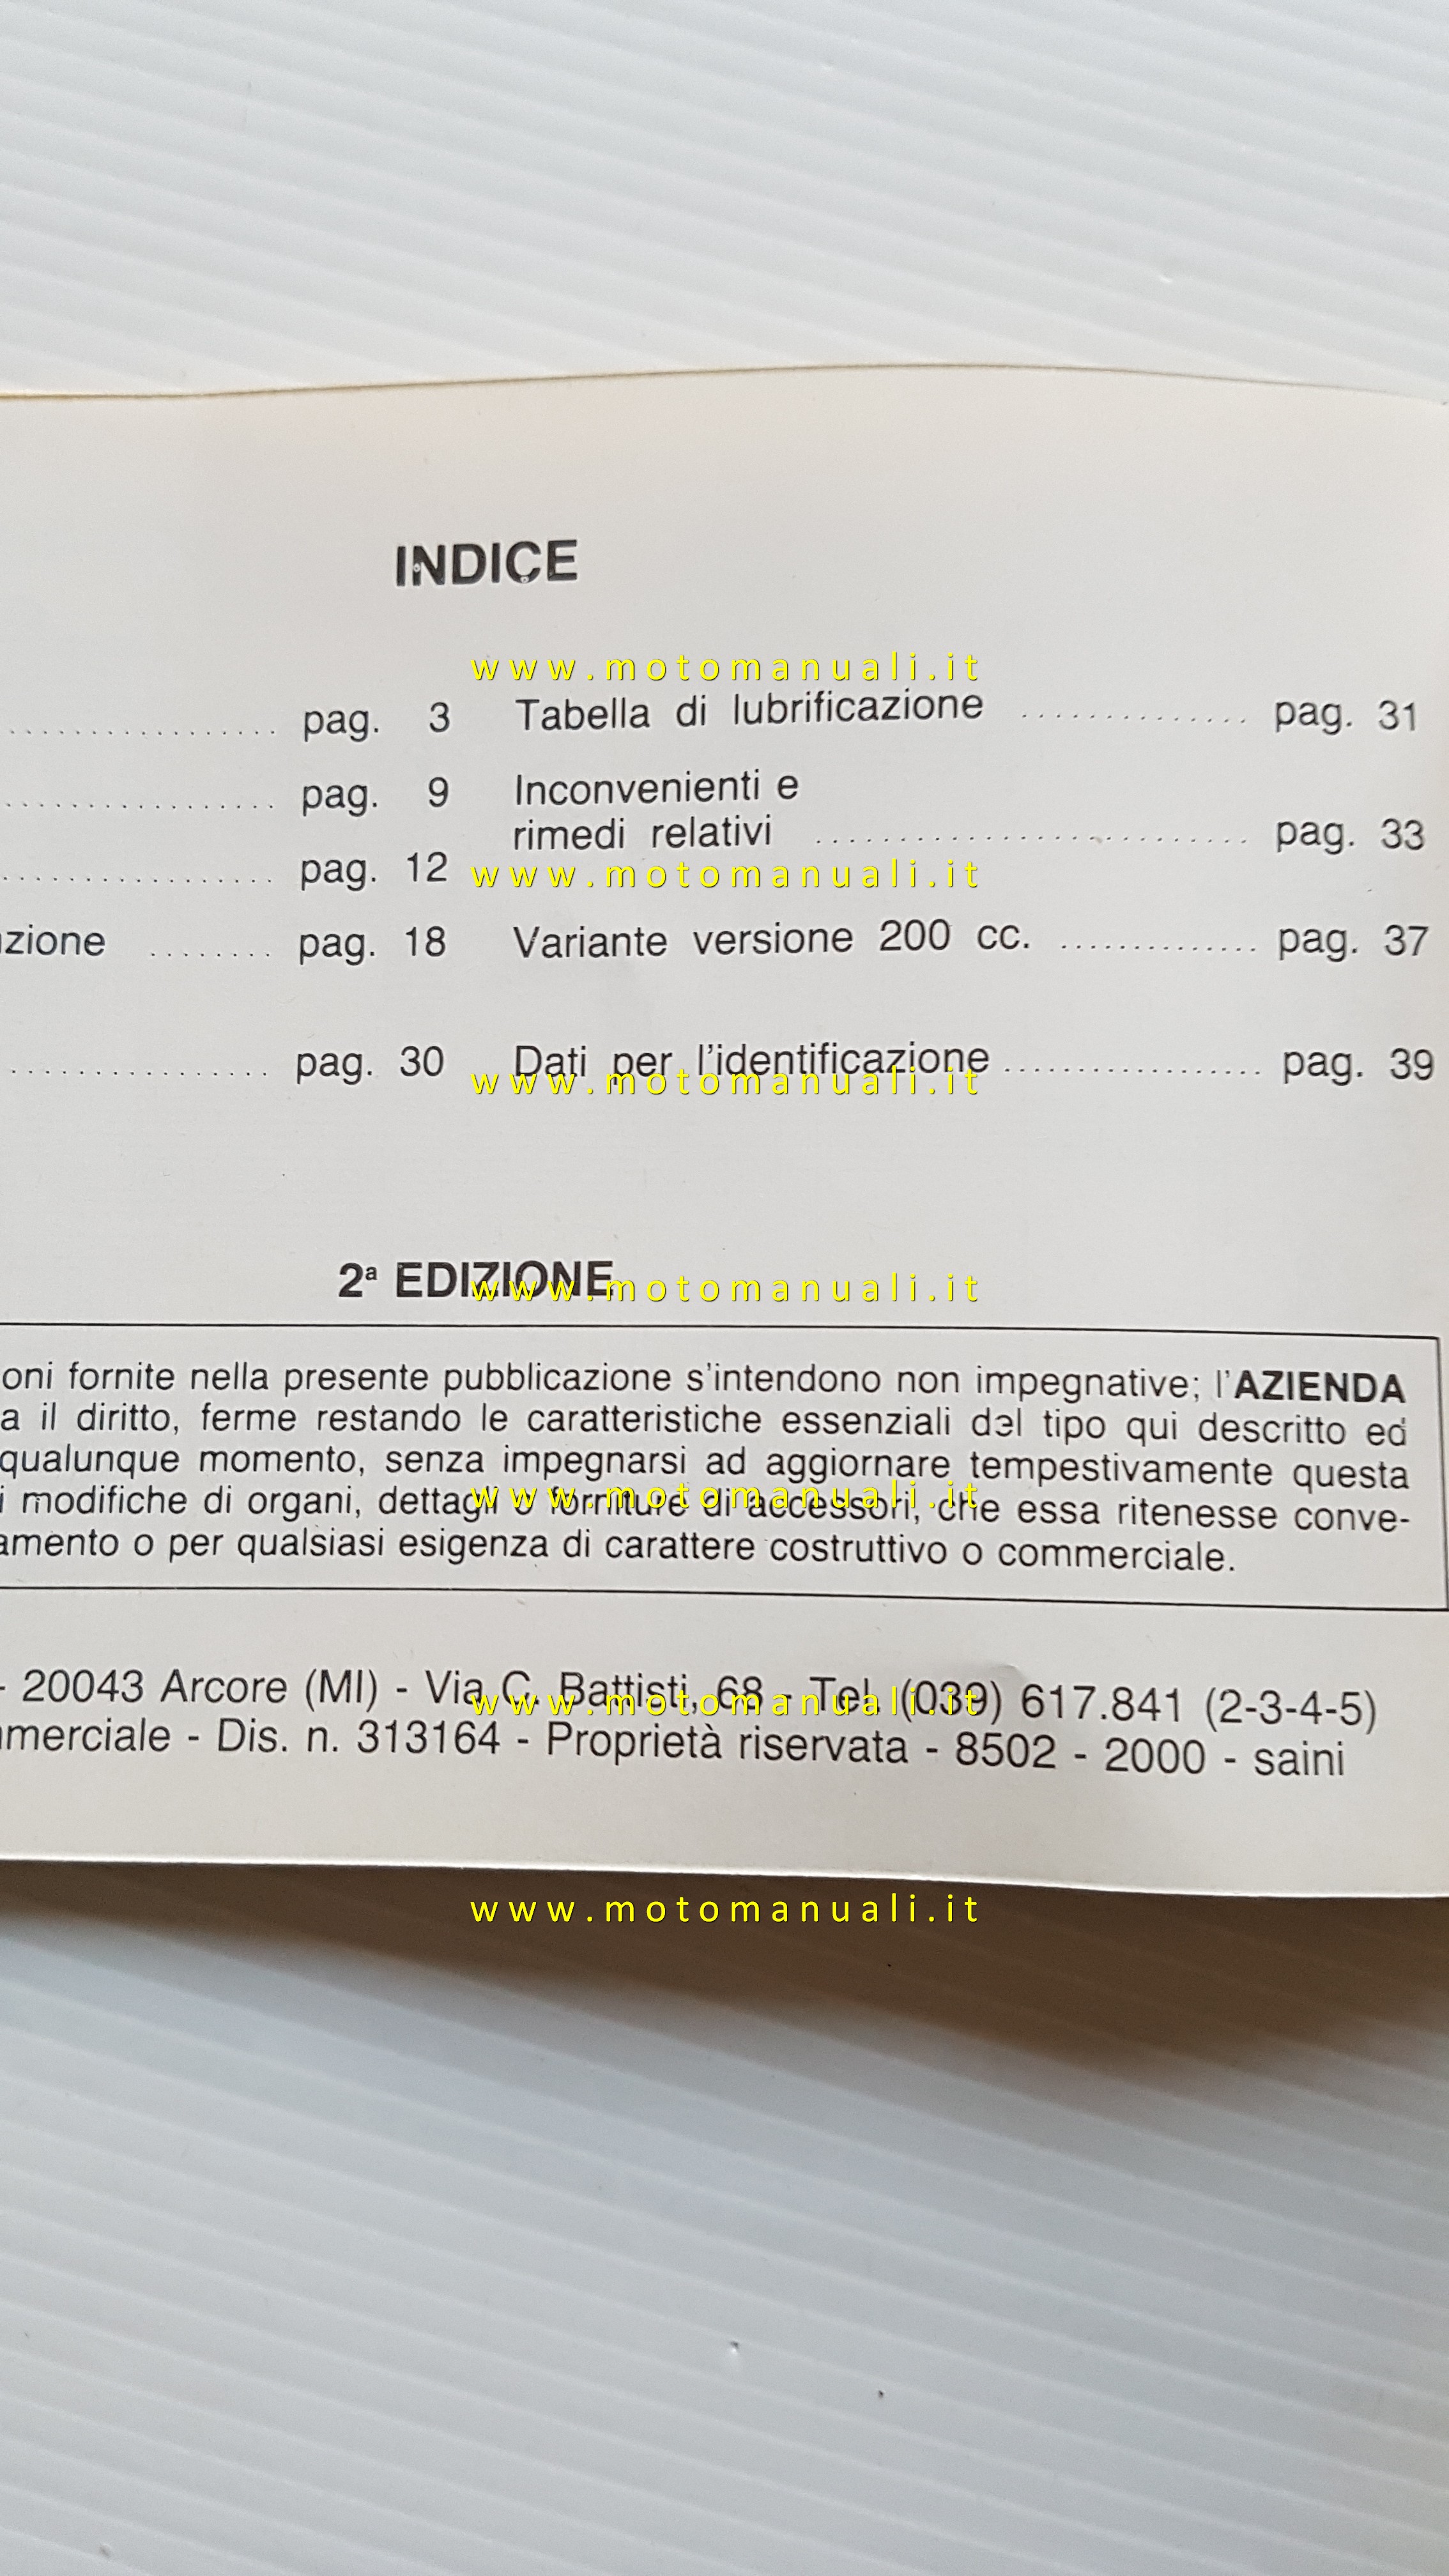 INDICE
www.motomanuali.it
................. pag. 3 Tabella di lubrificazione .............. pag. 31
................. pag. 9 Inconvenienti e
rimedi relativi ........................... pag. 33
................. pag. 12
www.motomanuali.it
zione ........ pag. 18 Variante versione 200 cc. .............. pag. 37
................. pag. 30 Dati per l'identificazione ................. pag. 39
www.motomanuali.it
2ª EDIZIONE
www.motomanuali.it
oni fornite nella presente pubblicazione s'intendono non impegnative; l'AZIENDA
a il diritto, ferme restando le caratteristiche essenziali del tipo qui descritto ed
qualunque momento, senza impegnarsi ad aggiornare tempestivamente questa
i modifiche di organi, dettagli o forniture di accessori, che essa ritenesse conve-
www.motomanuali.it
amento o per qualsiasi esigenza di carattere costruttivo o commerciale.
- 20043 Arcore (MI) - Via C. Battisti, 68 - Tel. (039) 617.841 (2-3-4-5)
www.motomanuali.it
merciale - Dis. n. 313164 - Proprietà riservata - 8502 - 2000 - saini
www.motomanuali.it